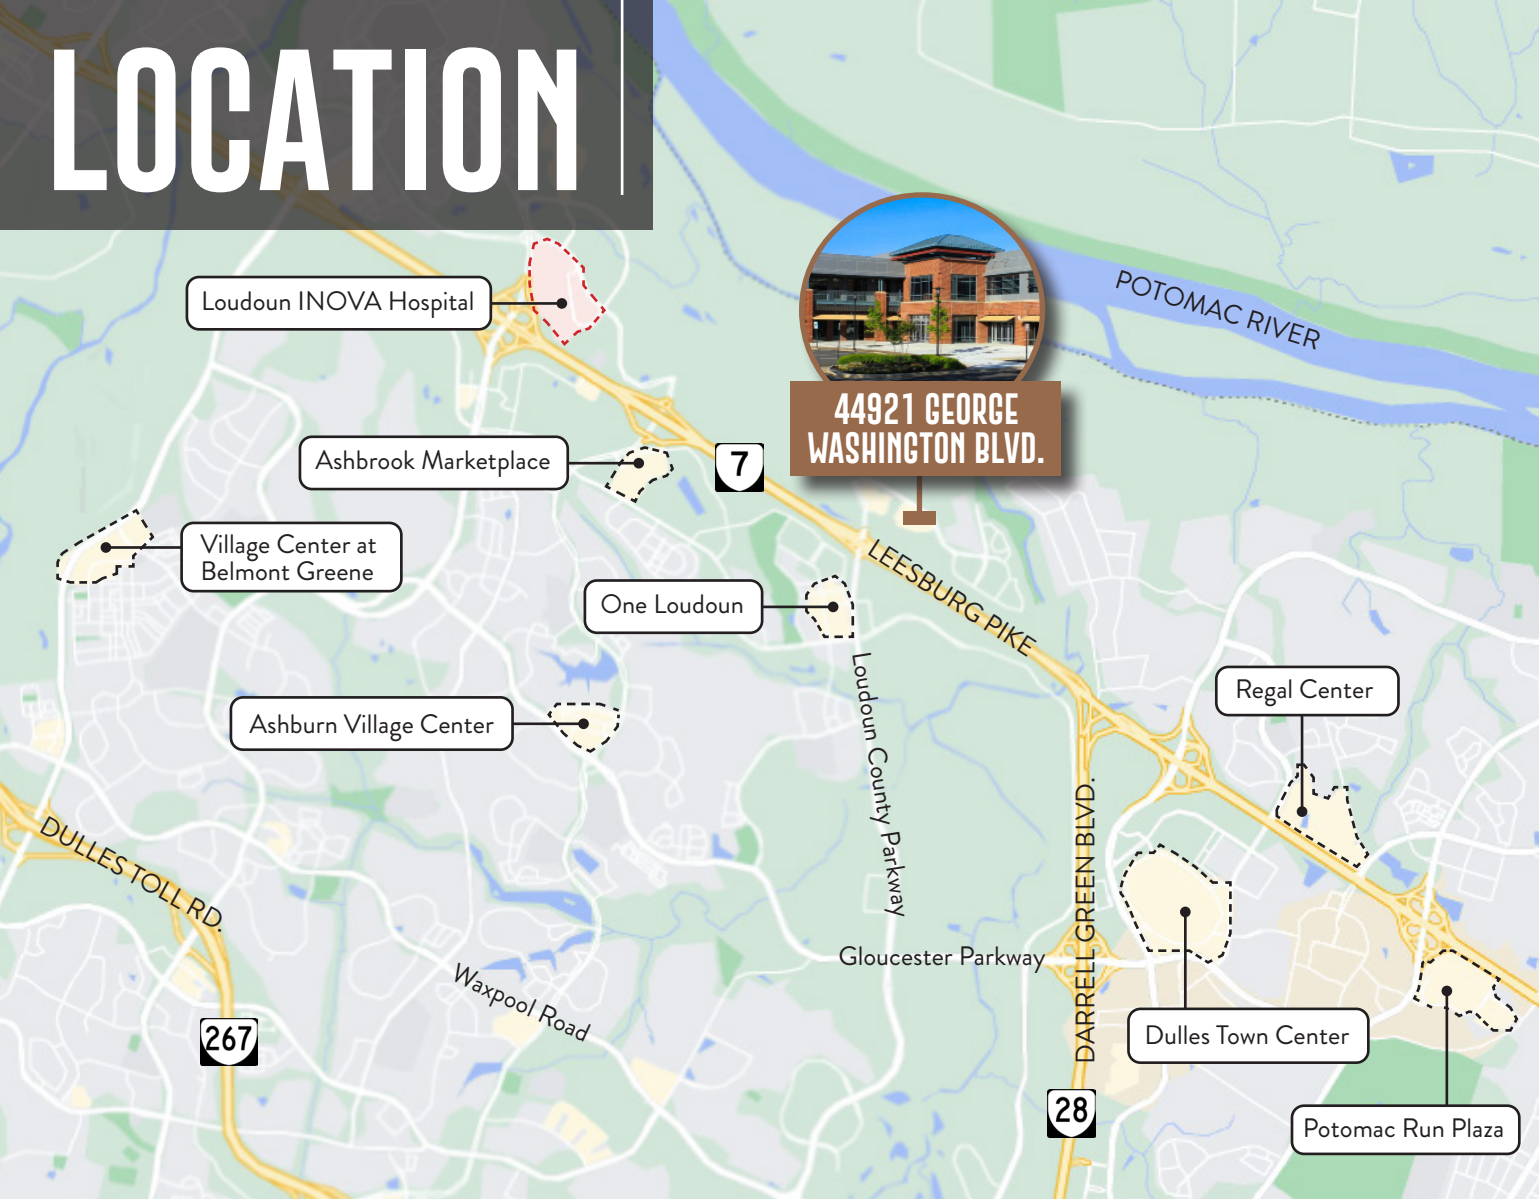 LOCATION
Loudoun INOVA Hospital
POTOMAC RIVER
44921 GEORGE
WASHINGTON BLVD.
Ashbrook Marketplace
7
Village Center at
Belmont Greene
LEESBURG PIKE
One Loudoun
Loudoun County Parkway
Regal Center
Ashburn Village Center
DULLES TOLL RD.
DARRELL GREEN BLVD.
Gloucester Parkway
Waxpool Road
267
Dulles Town Center
28
Potomac Run Plaza